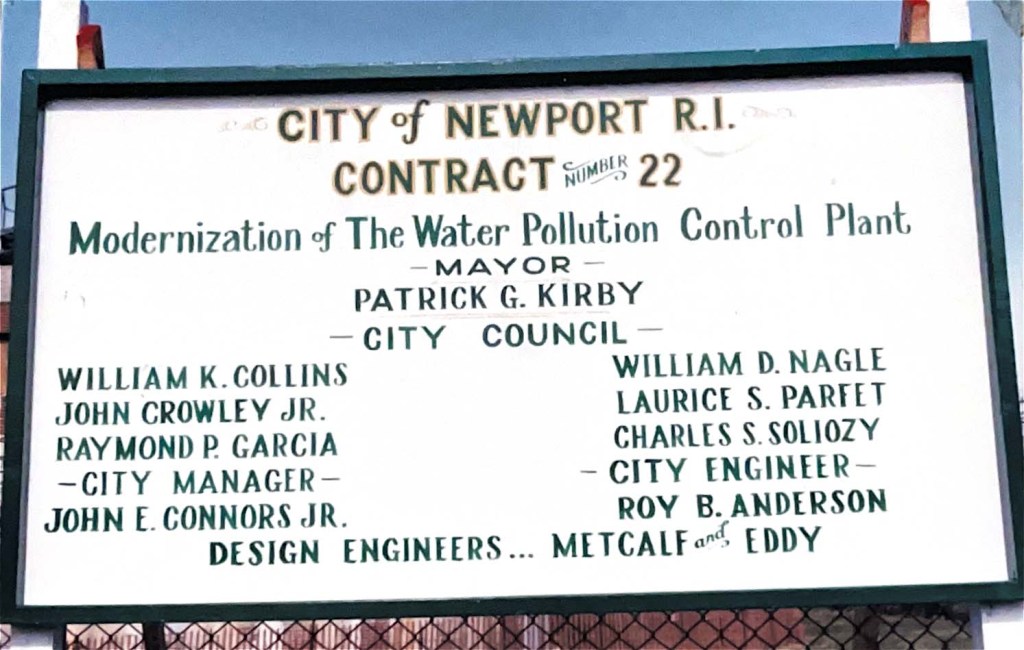 CITY of NEWPORT R.I.
CONTRACT NUMBER 22
Modernization of The Water Pollution Control Plant
- MAYOR -
PATRICK G. KIRBY
- CITY COUNCIL -
WILLIAM K. COLLINS
JOHN CROWLEY JR.
RAYMOND P. GARCIA
- CITY MANAGER -
JOHN E. CONNORS JR.
WILLIAM D. NAGLE
LAURICE S. PARFET
CHARLES S. SOLIOZY
- CITY ENGINEER -
ROY B. ANDERSON
DESIGN ENGINEERS... METCALF and EDDY